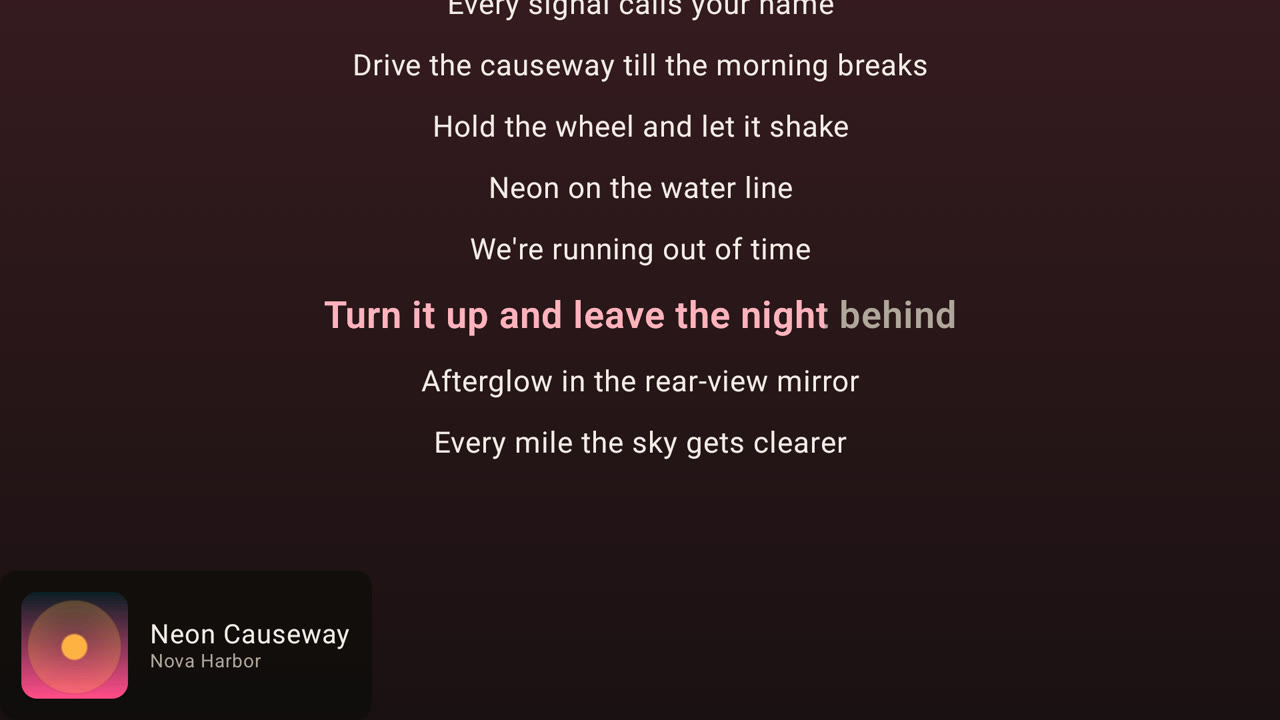 Every signal calls your name
Drive the causeway till the morning breaks
Hold the wheel and let it shake
Neon on the water line
We're running out of time
Turn it up and leave the night behind
Afterglow in the rear-view mirror
Every mile the sky gets clearer
Neon Causeway
Nova Harbor